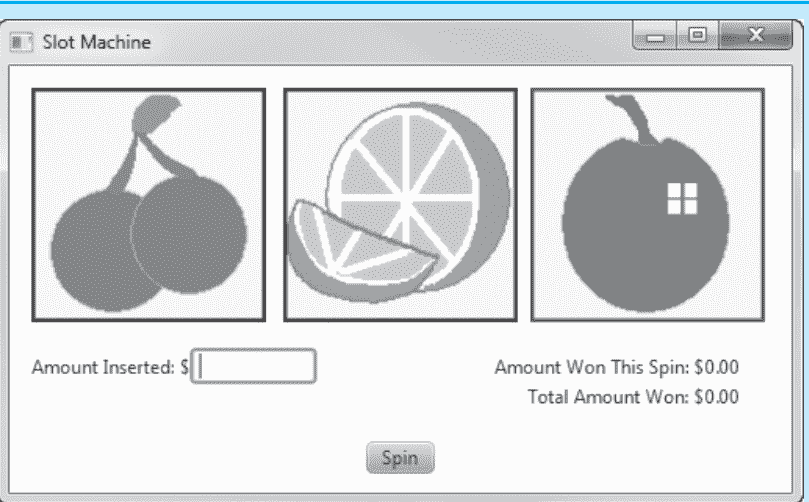 Slot Machine
Amount Inserted: $
Amount Won This Spin: $0.00
Total Amount Won: $0.00
Spin